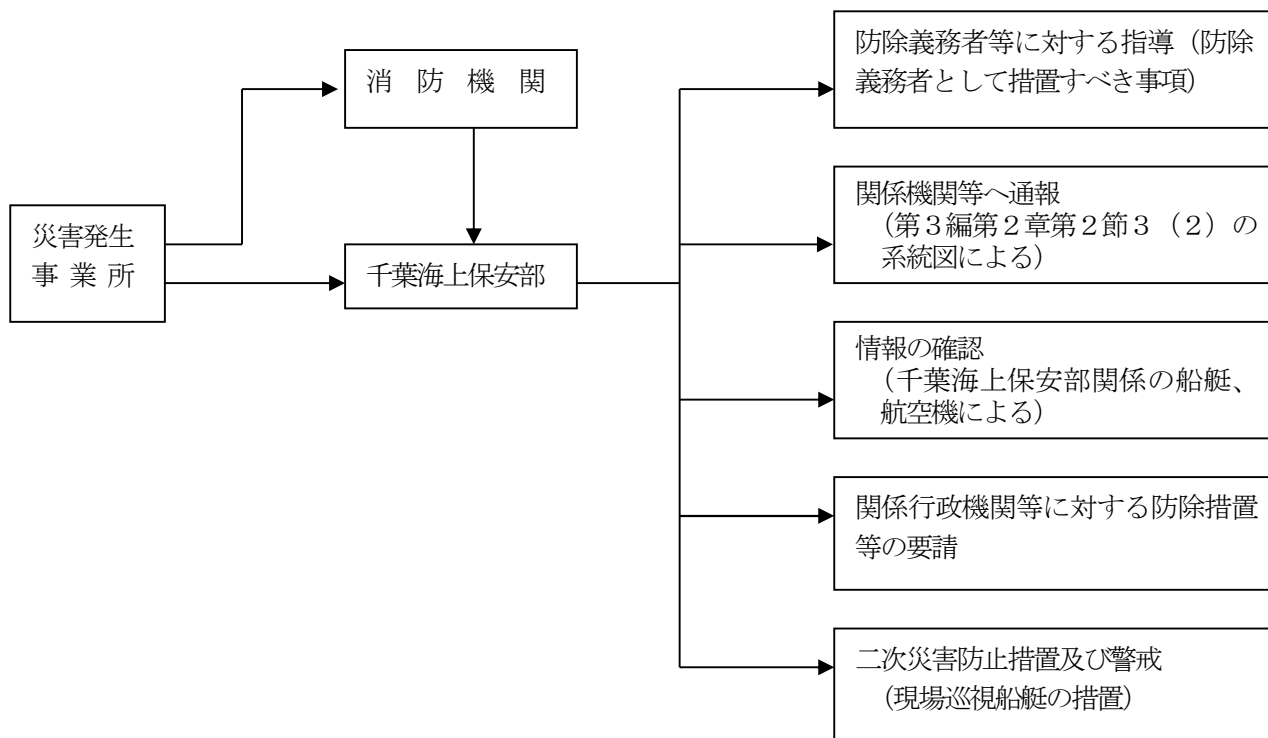 消防機関
災害発生
事業所
千葉海上保安部
防除義務者等に対する指導（防除
義務者として措置すべき事項）
関係機関等へ通報
（第３編第２章第２節３（２）の
系統図による）
情報の確認
（千葉海上保安部関係の船艇、
航空機による）
関係行政機関等に対する防除措置
等の要請
二次災害防止措置及び警戒
（現場巡視船艇の措置）